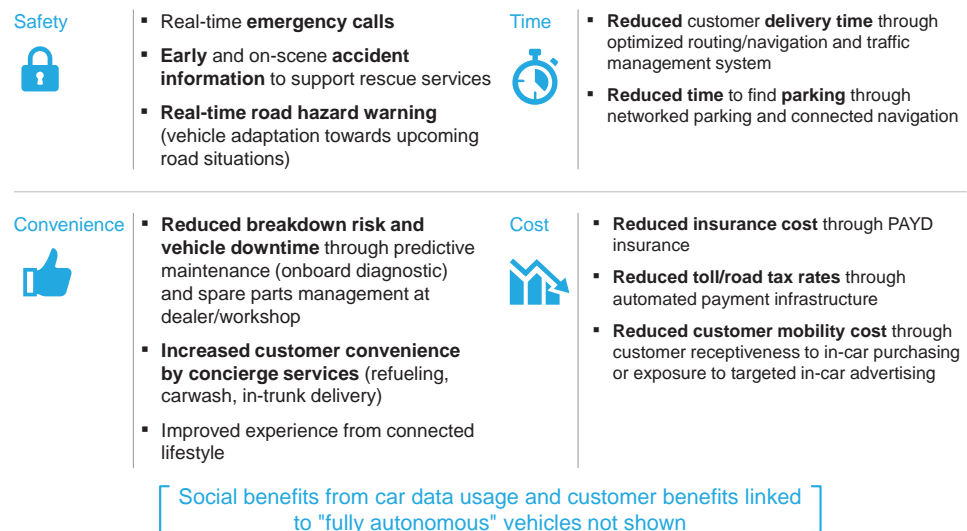 Safety
▪ Real-time emergency calls
▪ Early and on-scene accident
information to support rescue services
▪ Real-time road hazard warning
(vehicle adaptation towards upcoming
road situations)
Time
▪ Reduced customer delivery time through
optimized routing/navigation and traffic
management system
▪ Reduced time to find parking through
networked parking and connected navigation
Convenience
▪ Reduced breakdown risk and
vehicle downtime through predictive
maintenance (onboard diagnostic)
and spare parts management at
dealer/workshop
▪ Increased customer convenience
by concierge services (refueling,
carwash, in-trunk delivery)
▪ Improved experience from connected
lifestyle
Cost
▪ Reduced insurance cost through PAYD
insurance
▪ Reduced toll/road tax rates through
automated payment infrastructure
▪ Reduced customer mobility cost through
customer receptiveness to in-car purchasing
or exposure to targeted in-car advertising
Social benefits from car data usage and customer benefits linked
to "fully autonomous" vehicles not shown